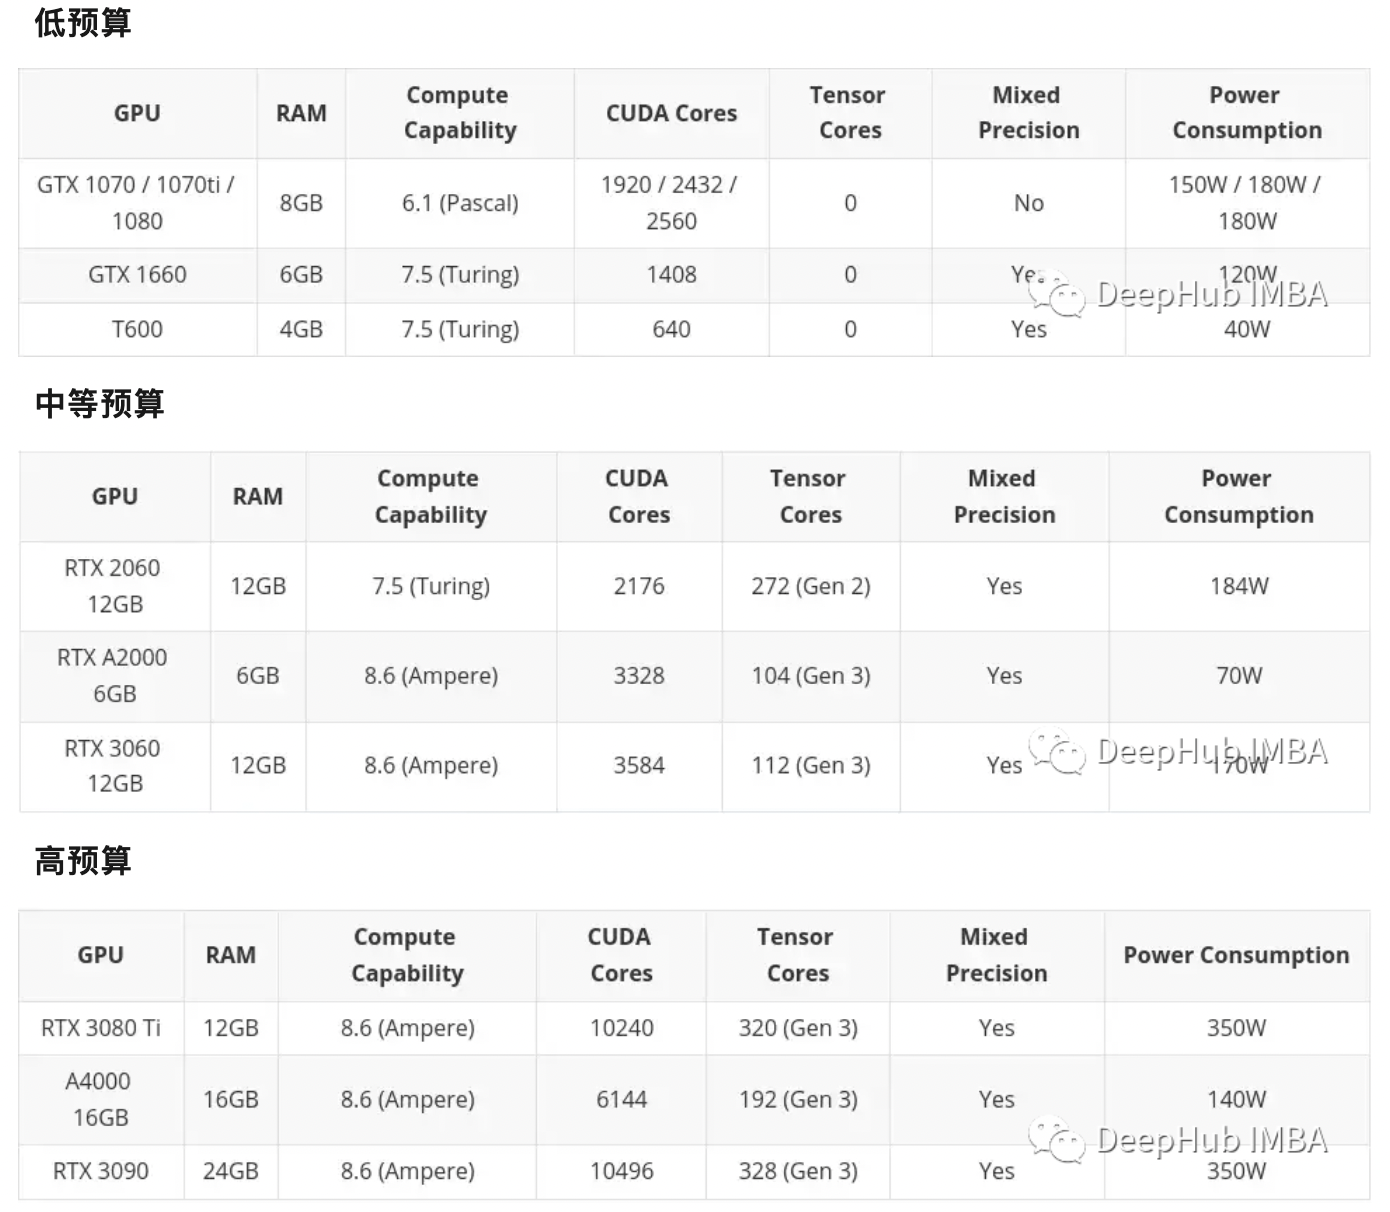 低预算
GPU RAM Compute Capability CUDA Cores Tensor Cores Mixed Precision Power Consumption
GTX 1070 / 1070ti / 1080 8GB 6.1 (Pascal) 1920 / 2432 / 2560 0 No 150W / 180W / 180W
GTX 1660 6GB 7.5 (Turing) 1408 0 Yes 120W
DeepHub IMBA
T600 4GB 7.5 (Turing) 640 0 Yes 40W
中等预算
GPU RAM Compute Capability CUDA Cores Tensor Cores Mixed Precision Power Consumption
RTX 2060 12GB 12GB 7.5 (Turing) 2176 272 (Gen 2) Yes 184W
RTX A2000 6GB 6GB 8.6 (Ampere) 3328 104 (Gen 3) Yes 70W
RTX 3060 12GB 12GB 8.6 (Ampere) 3584 112 (Gen 3) Yes 170W
DeepHub IMBA
高预算
GPU RAM Compute Capability CUDA Cores Tensor Cores Mixed Precision Power Consumption
RTX 3080 Ti 12GB 8.6 (Ampere) 10240 320 (Gen 3) Yes 350W
A4000 16GB 16GB 8.6 (Ampere) 6144 192 (Gen 3) Yes 140W
DeepHub IMBA
RTX 3090 24GB 8.6 (Ampere) 10496 328 (Gen 3) Yes 350W